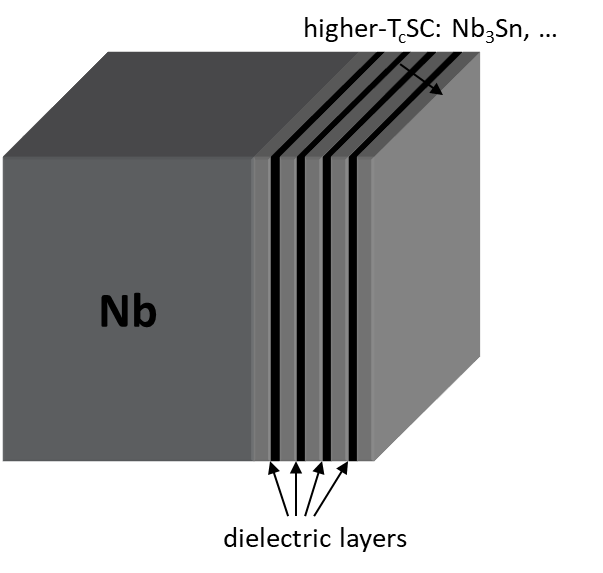 higher-TcSC: Nb3Sn, ...
Nb
dielectric layers